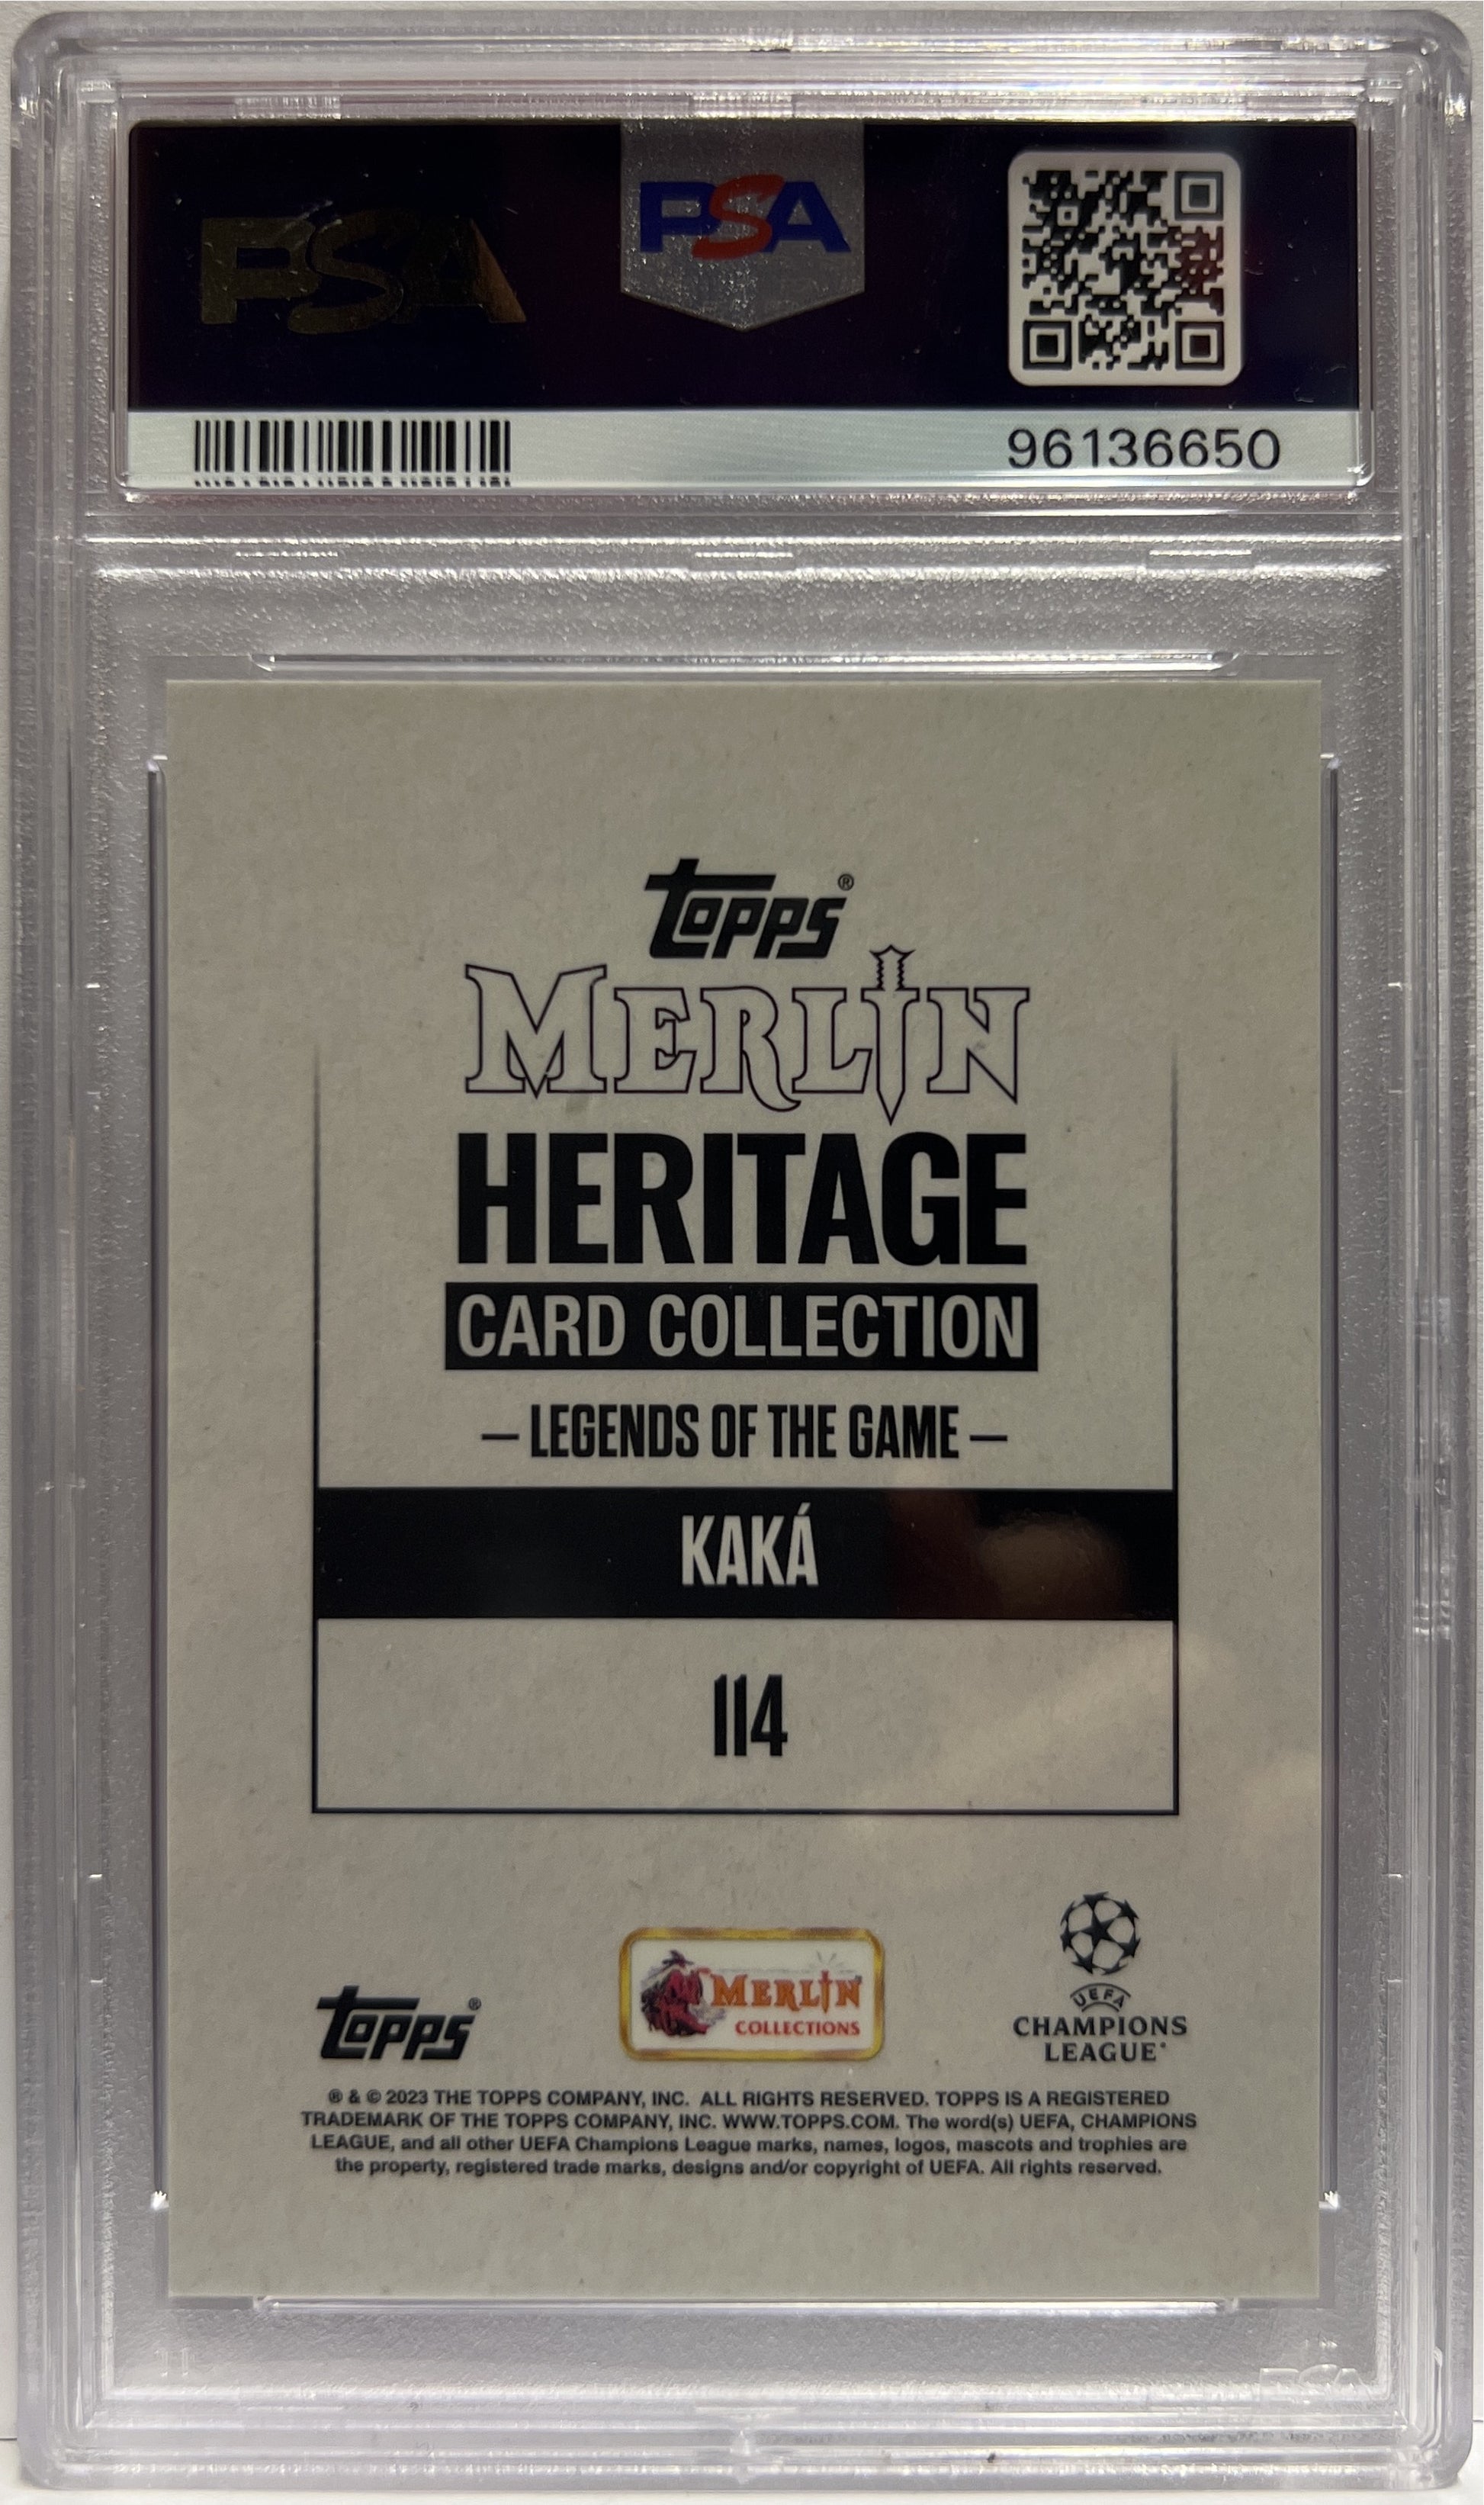 PSA
PSA
96136650
topps®
MERLIN
HERITAGE
CARD COLLECTION
— LEGENDS OF THE GAME —
KAKÁ
114
topps®
MERLIN
COLLECTIONS
UEFA
CHAMPIONS
LEAGUE
® & © 2023 THE TOPPS COMPANY, INC. ALL RIGHTS RESERVED. TOPPS IS A REGISTERED
TRADEMARK OF THE TOPPS COMPANY, INC. WWW.TOPPS.COM. The word(s) UEFA, CHAMPIONS
LEAGUE, and all other UEFA Champions League marks, names, logos, mascots and trophies are
the property, registered trade marks, designs and/or copyright of UEFA. All rights reserved.
PSA